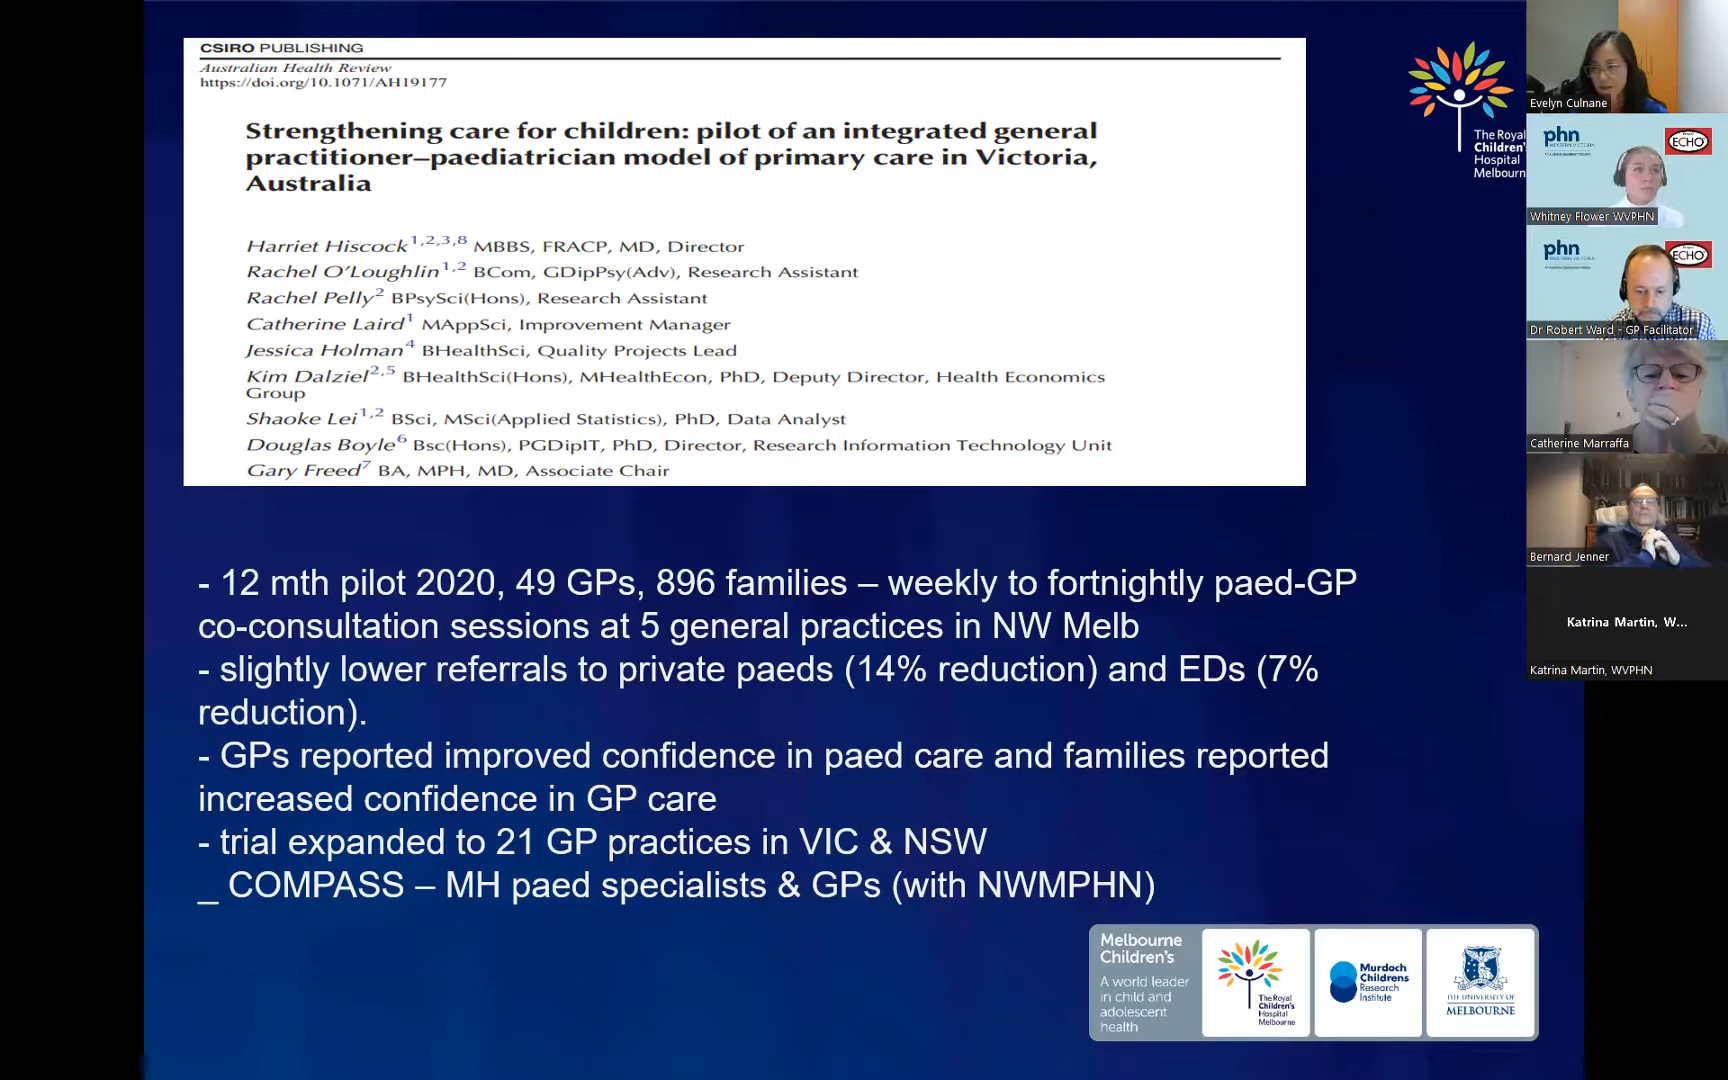 CSIRO PUBLISHING
Australian Health Review
https://doi.org/10.1071/AH19177
Strengthening care for children: pilot of an integrated general
practitioner–paediatrician model of primary care in Victoria,
Australia
Harriet Hiscock1,2,3,8 MBBS, FRACP, MD, Director
Rachel O'Loughlin1,2 BCom, GDipPsy(Adv), Research Assistant
Rachel Pelly2 BPsySci(Hons), Research Assistant
Catherine Laird1 MAppSci, Improvement Manager
Jessica Holman4 BHealthSci, Quality Projects Lead
Kim Dalziel2,5 BHealthSci(Hons), MHealthEcon, PhD, Deputy Director, Health Economics
Group
Shaoke Lei1,2 BSci, MSci(Applied Statistics), PhD, Data Analyst
Douglas Boyle6 Bsc(Hons), PGDipIT, PhD, Director, Research Information Technology Unit
Gary Freed7 BA, MPH, MD, Associate Chair
The Royal
Children's
Hospital
Melbourne
- 12 mth pilot 2020, 49 GPs, 896 families – weekly to fortnightly paed-GP
co-consultation sessions at 5 general practices in NW Melb
- slightly lower referrals to private paeds (14% reduction) and EDs (7%
reduction).
- GPs reported improved confidence in paed care and families reported
increased confidence in GP care
- trial expanded to 21 GP practices in VIC & NSW
_ COMPASS – MH paed specialists & GPs (with NWMPHN)
Melbourne
Children's
A world leader
in child and
adolescent
health
The Royal
Children's
Hospital
Melbourne
Murdoch
Childrens
Research
Institute
THE UNIVERSITY OF
MELBOURNE
Evelyn Culnane
phn
ECHO
Whitney Flower WVPHN
phn
ECHO
Dr Robert Ward - GP Facilitator
Catherine Marraffa
Bernard Jenner
Katrina Martin, W...
Katrina Martin, WVPHN